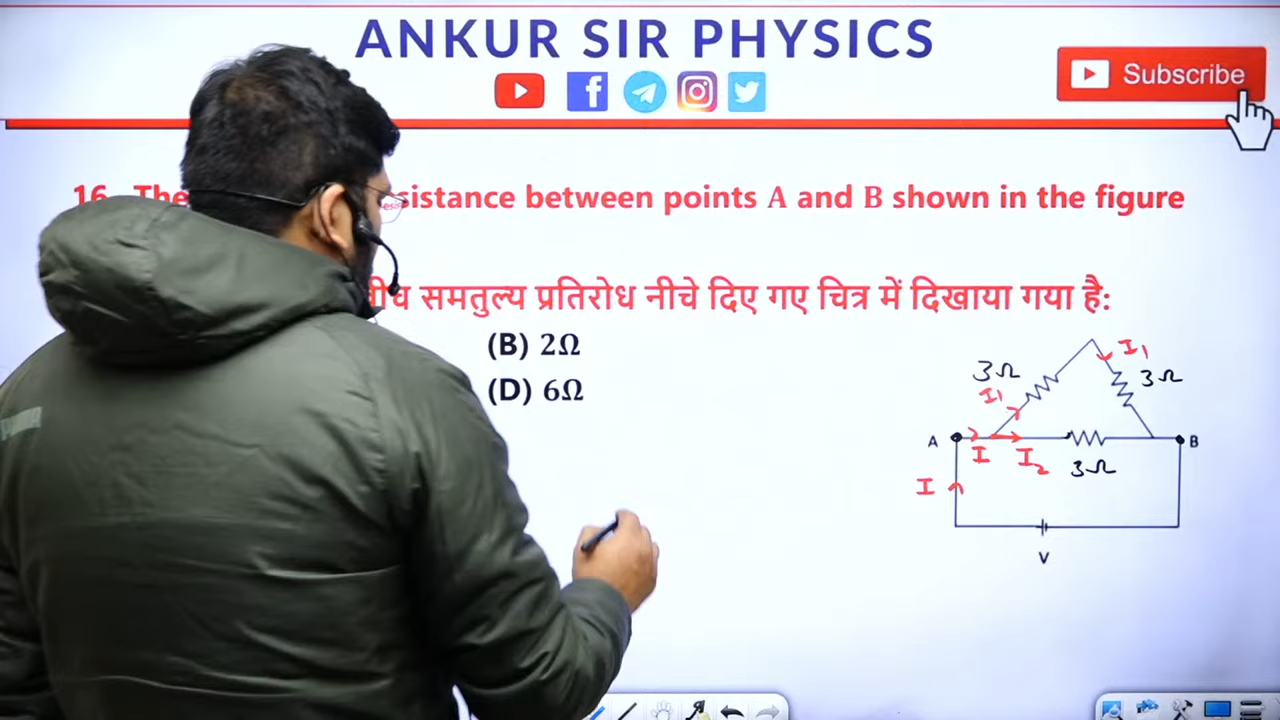 ANKUR SIR PHYSICS
Subscribe
16. The between points A and B shown in the figure
समतुल्य प्रतिरोध नीचे दिए गए चित्र में दिखाया गया है:
(B) 2Ω
(D) 6Ω
3Ω
I₁
I₁
3Ω
A
I
I₂
3Ω
B
I
V